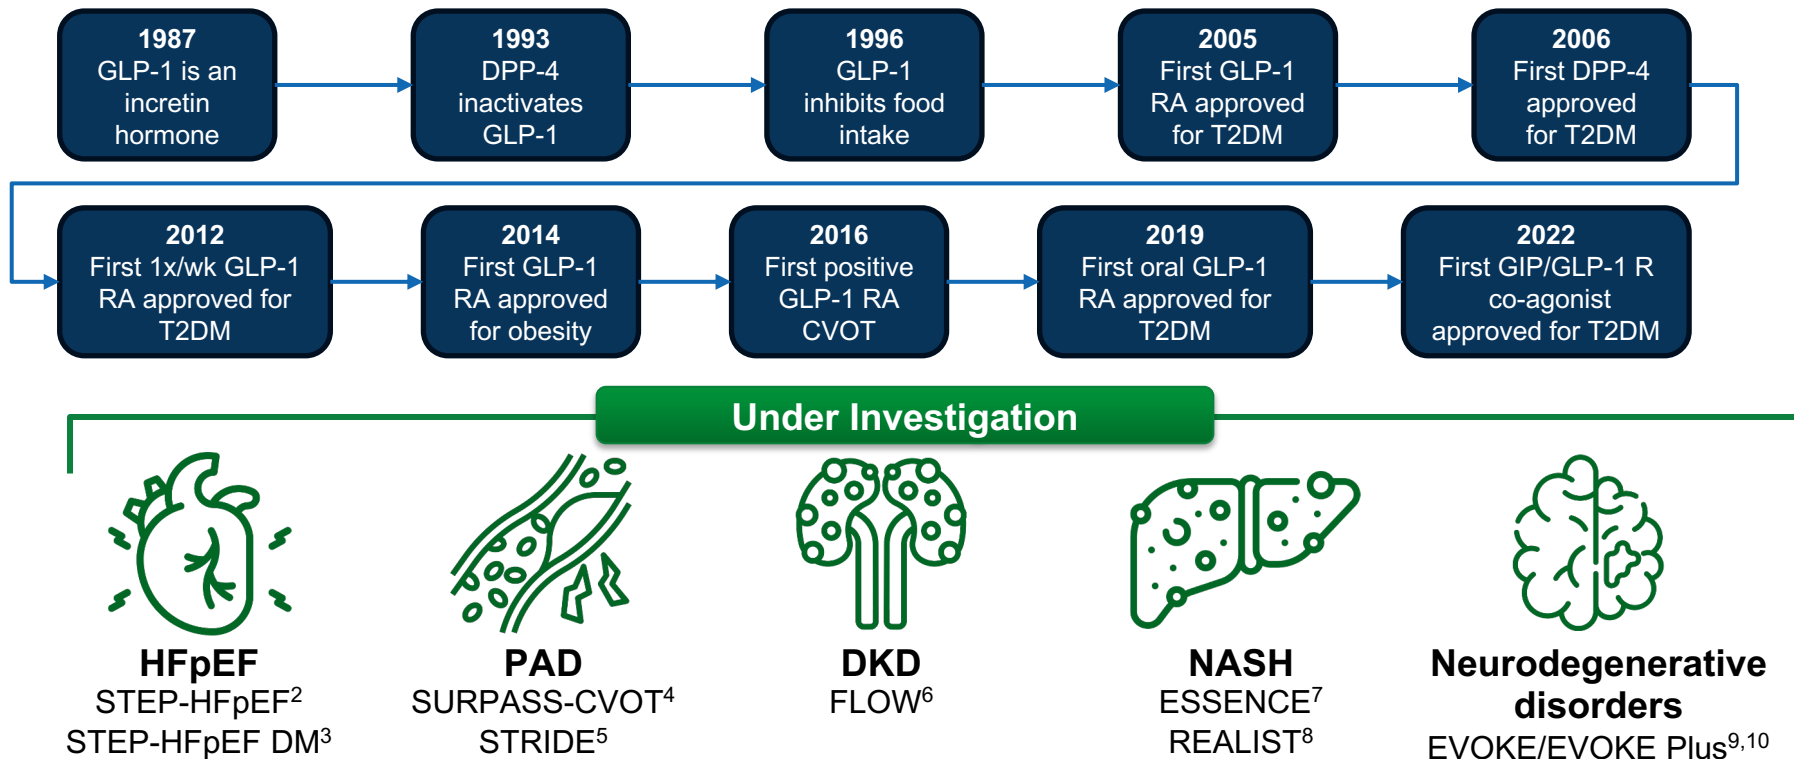 1987
GLP-1 is an
incretin
hormone
1993
DPP-4
inactivates
GLP-1
1996
GLP-1
inhibits food
intake
2005
First GLP-1
RA approved
for T2DM
2006
First DPP-4
approved
for T2DM
2012
First 1x/wk GLP-1
RA approved for
T2DM
2014
First GLP-1
RA approved
for obesity
2016
First positive
GLP-1 RA
CVOT
2019
First oral GLP-1
RA approved for
T2DM
2022
First GIP/GLP-1 R
co-agonist
approved for T2DM
Under Investigation
HFpEF
STEP-HFpEF²
STEP-HFpEF DM³
PAD
SURPASS-CVOT⁴
STRIDE⁵
DKD
FLOW⁶
NASH
ESSENCE⁷
REALIST⁸
Neurodegenerative
disorders
EVOKE/EVOKE Plus⁹,¹⁰